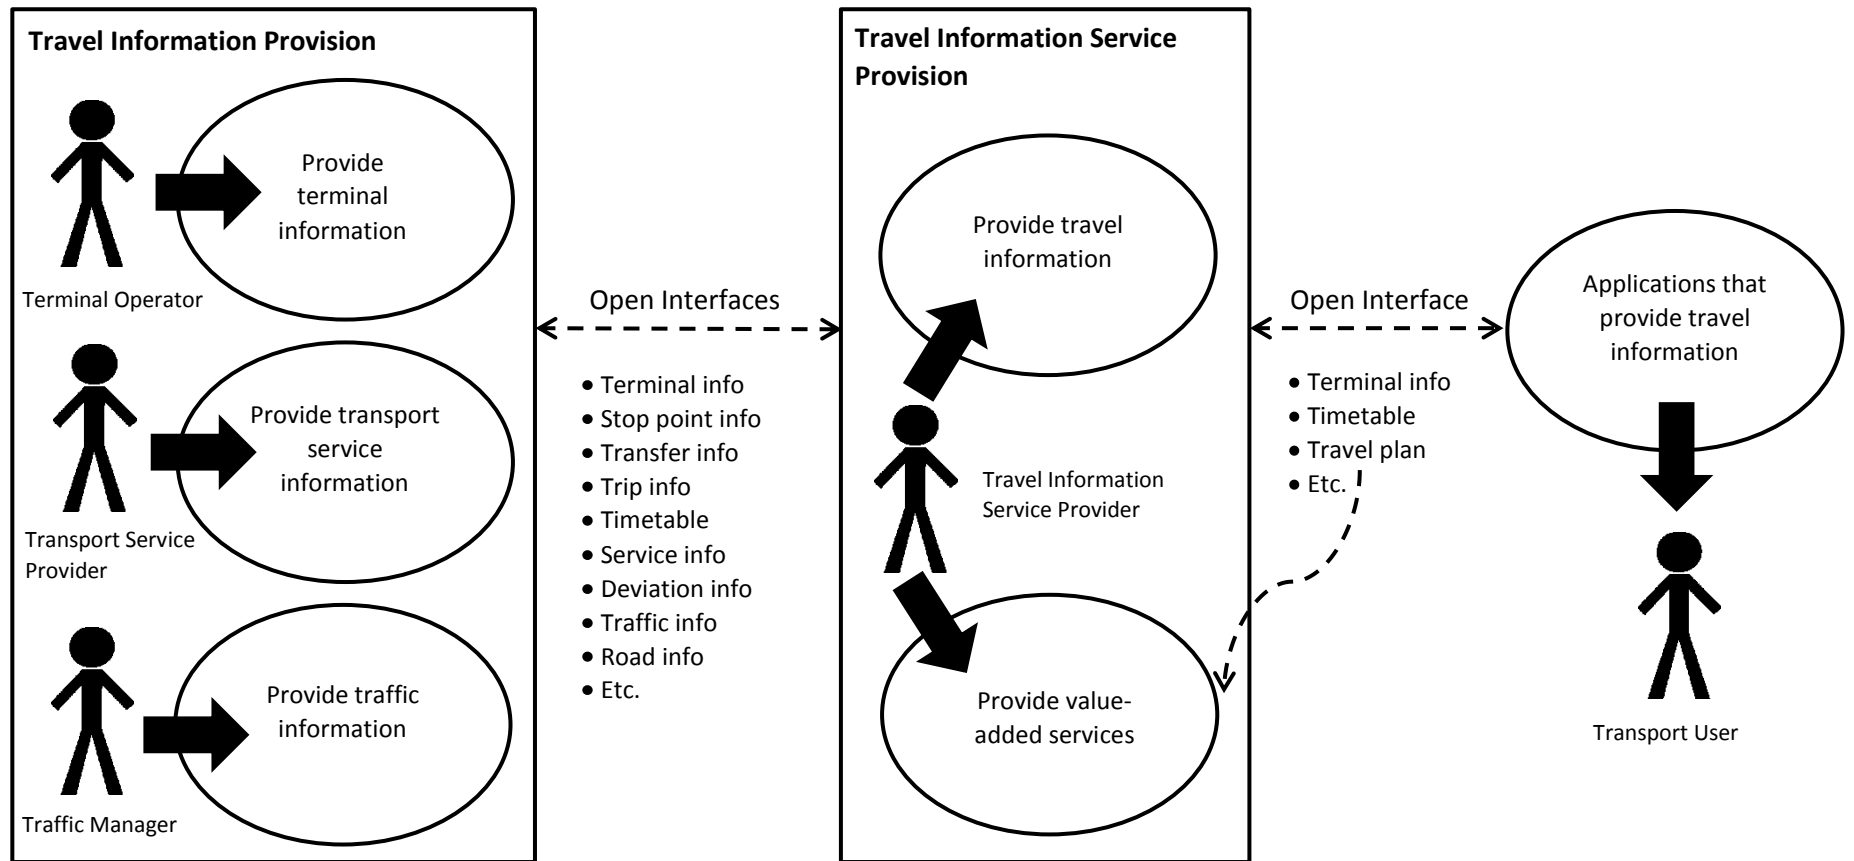 Travel Information Provision
Provide
terminal
information
Terminal Operator
Provide transport
service
information
Transport Service
Provider
Provide traffic
information
Traffic Manager
Open Interfaces
• Terminal info
• Stop point info
• Transfer info
• Trip info
• Timetable
• Service info
• Deviation info
• Traffic info
• Road info
• Etc.
Travel Information Service
Provision
Provide travel
information
Travel Information
Service Provider
Provide value-
added services
Open Interface
• Terminal info
• Timetable
• Travel plan
• Etc.
Applications that
provide travel
information
Transport User